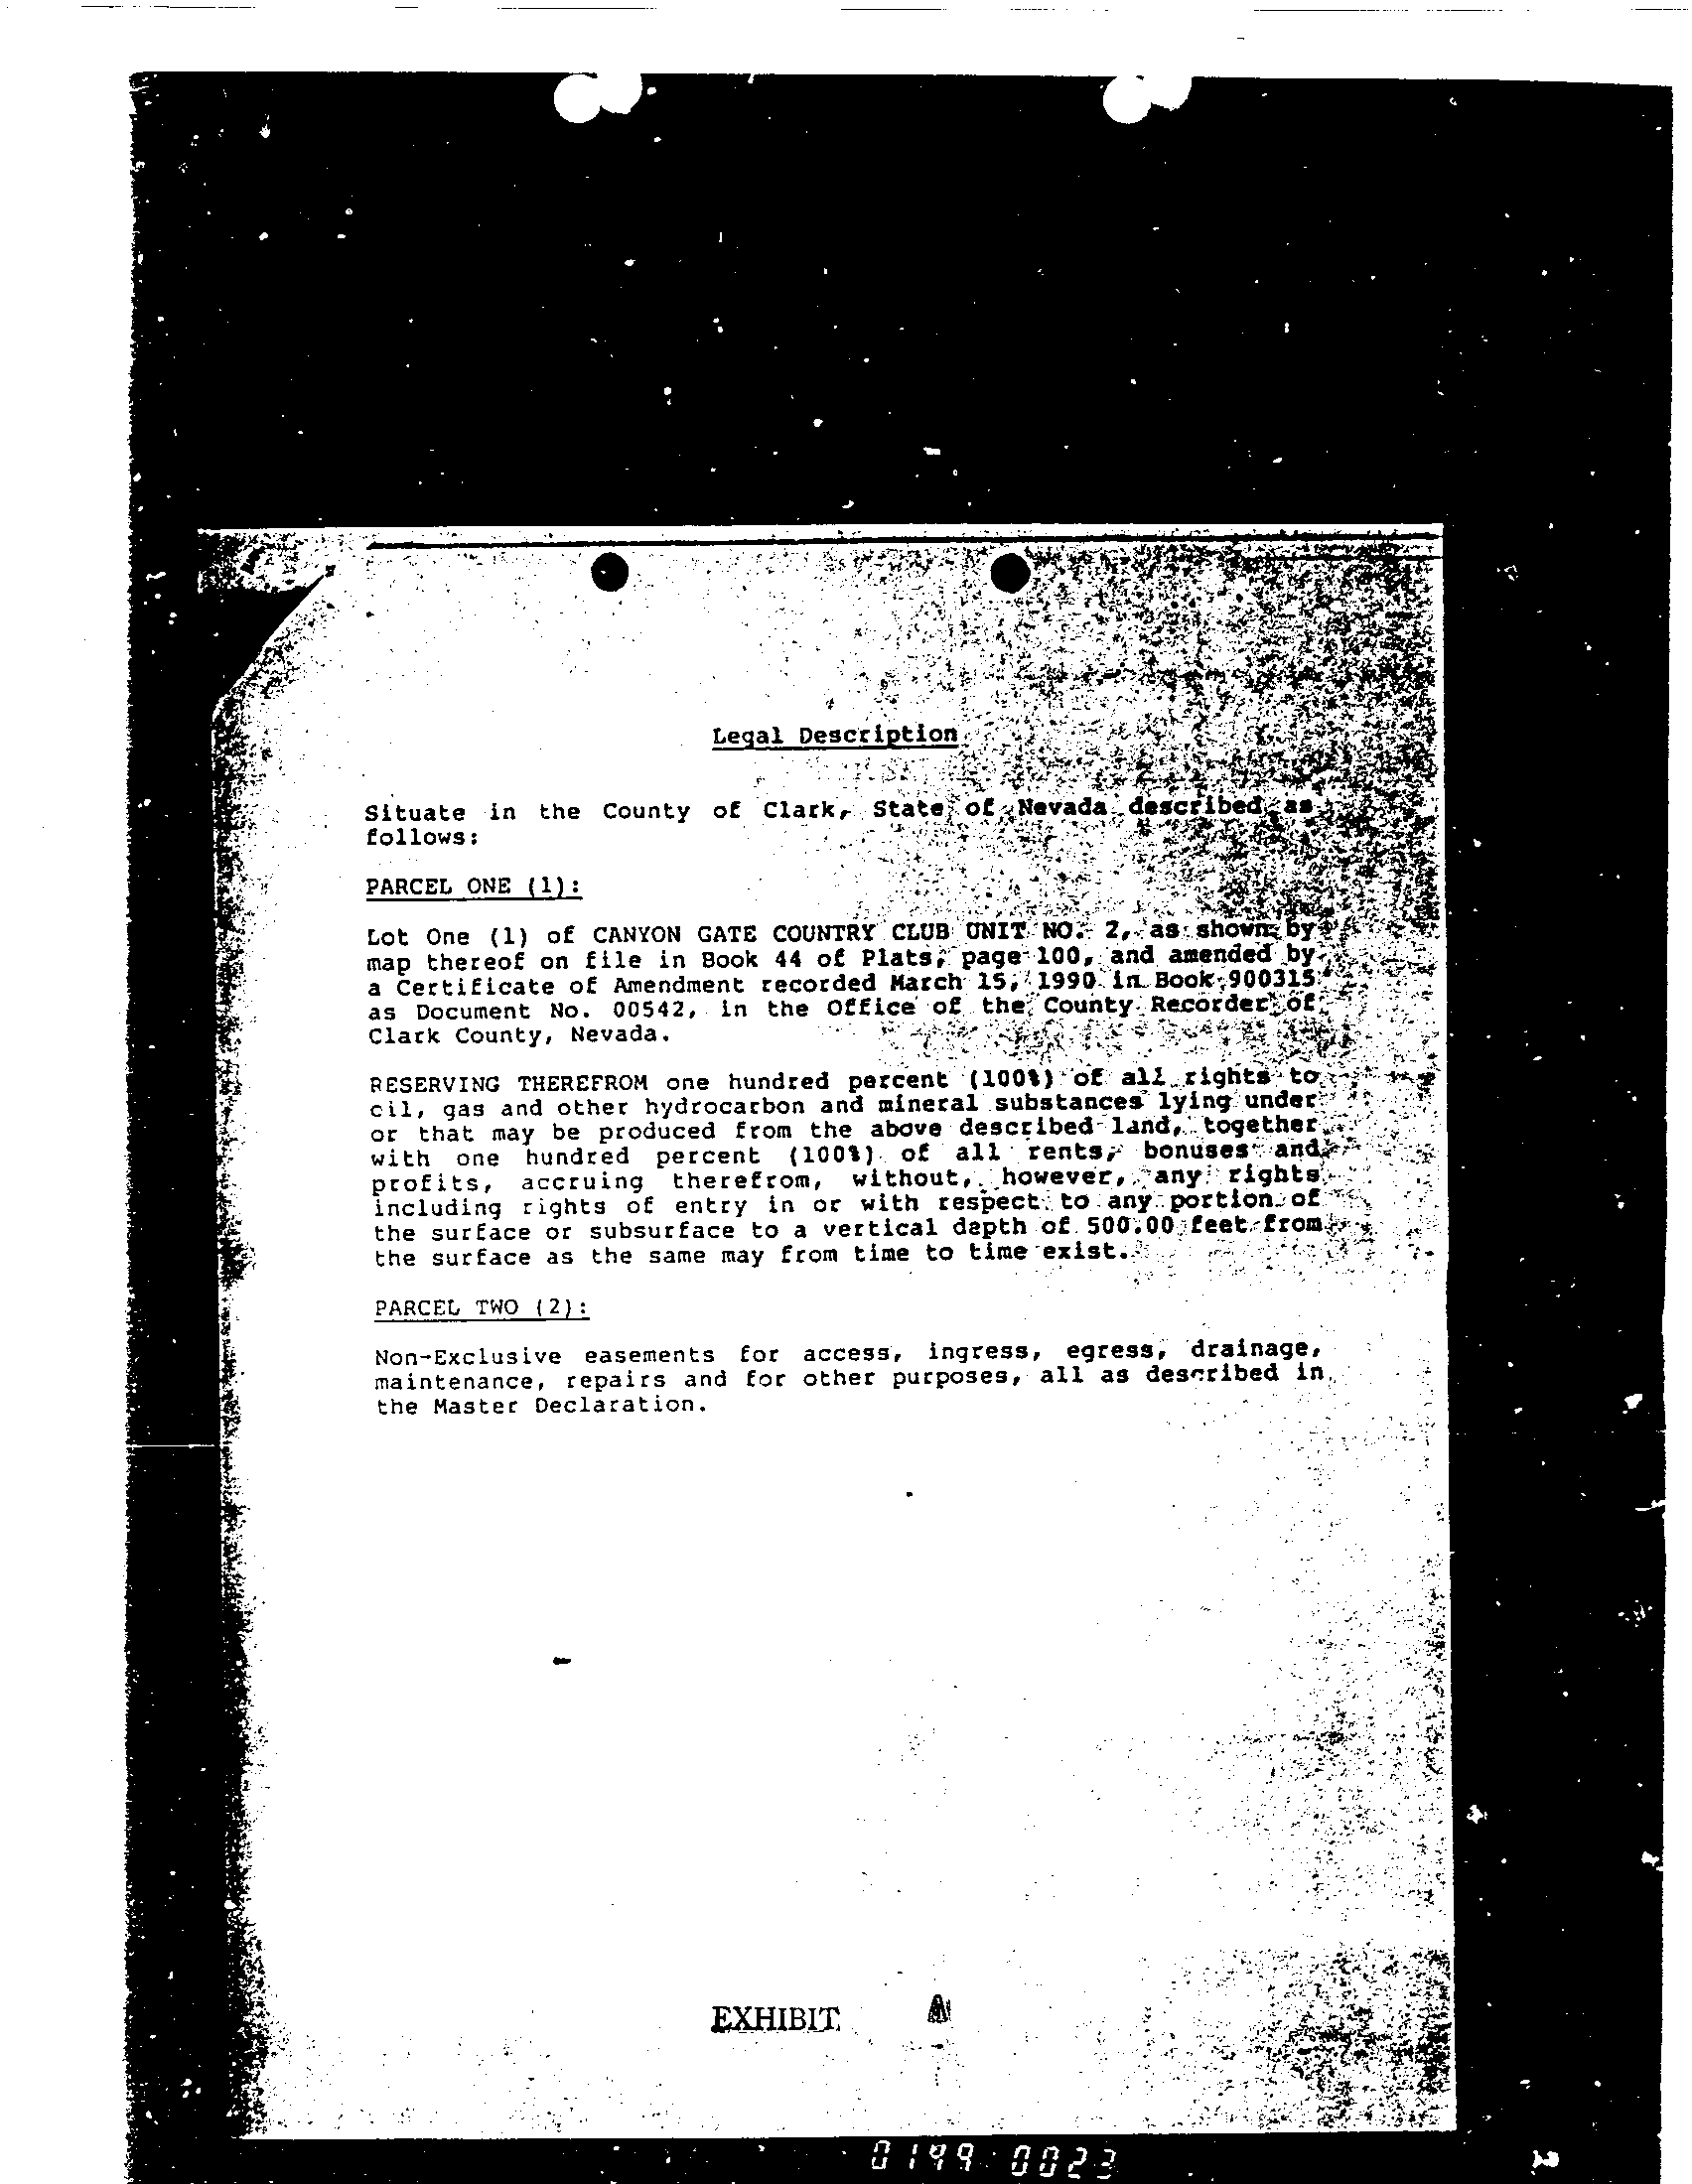 Legal Description
Situate in the County of Clark, State of Nevada described as
follows:
PARCEL ONE (1):
Lot One (1) of CANYON GATE COUNTRY CLUB UNIT NO. 2, as shown by
map thereof on file in Book 44 of Plats, page 100, and amended by
a Certificate of Amendment recorded March 15, 1990 in Book 900315
as Document No. 00542, in the Office of the County Recorder of
Clark County, Nevada.
RESERVING THEREFROM one hundred percent (100%) of all rights to
oil, gas and other hydrocarbon and mineral substances lying under
or that may be produced from the above described land, together
with one hundred percent (100%) of all rents, bonuses and
profits, accruing therefrom, without, however, any rights
including rights of entry in or with respect to any portion of
the surface or subsurface to a vertical depth of 500.00 feet from
the surface as the same may from time to time exist.
PARCEL TWO (2):
Non-Exclusive easements for access, ingress, egress, drainage,
maintenance, repairs and for other purposes, all as described in
the Master Declaration.
EXHIBIT A
0199 0023